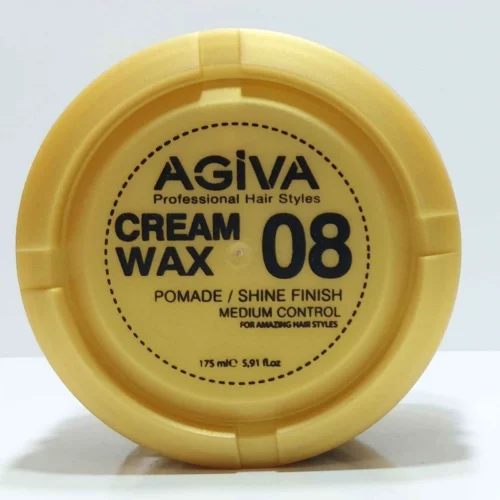 AGiVA
Professional Hair Styles
CREAM WAX 08
POMADE / SHINE FINISH
MEDIUM CONTROL
FOR AMAZING HAIR STYLES
175 ml℮ 5,91 fl.oz